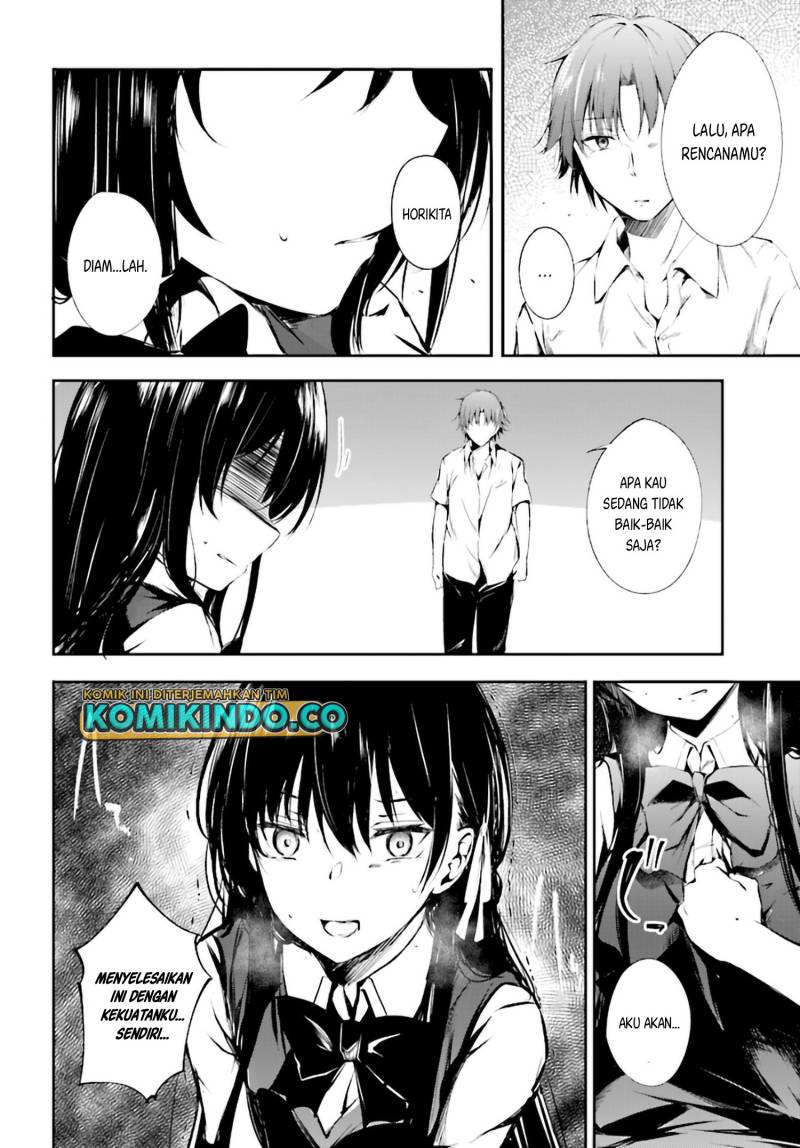 LALU, APA
RENCANAMU?
...
HORIKITA
DIAM...LAH.
APA KAU
SEDANG TIDAK
BAIK-BAIK
SAJA?
AKU AKAN...
KOMIK INI DITERJEMAHKAN TIM
KOMIKINDO.CO
MENYELESAIKAN
INI DENGAN
KEKUATANKU...
SENDIRI...